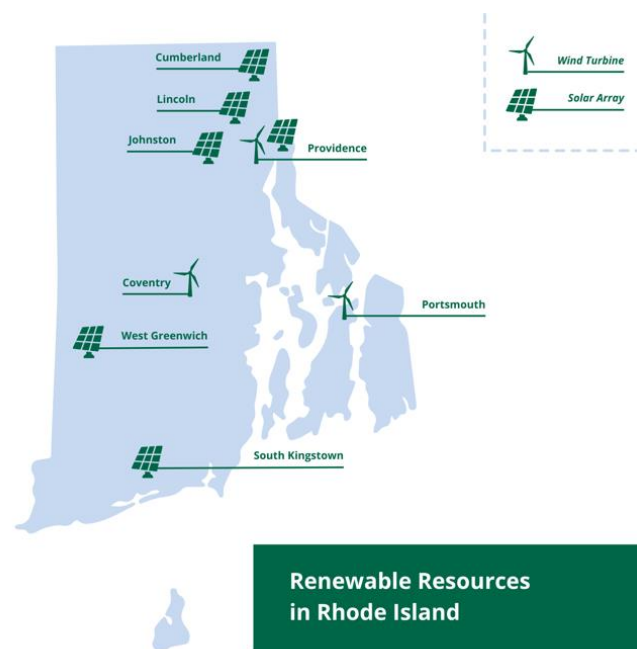 Cumberland
Wind Turbine
Lincoln
Solar Array
Johnston
Providence
Coventry
Portsmouth
West Greenwich
South Kingstown
Renewable Resources
in Rhode Island